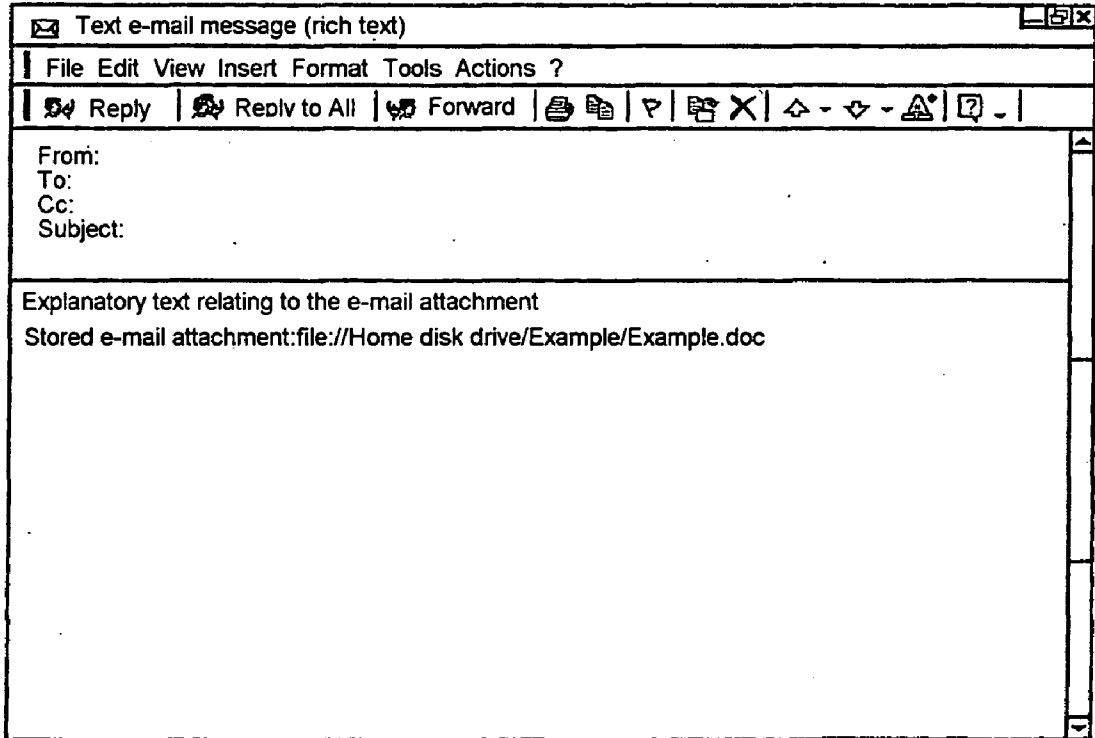 Text e-mail message (rich text)
File Edit View Insert Format Tools Actions ?
Reply Reply to All Forward
From:
To:
Cc:
Subject:
Explanatory text relating to the e-mail attachment
Stored e-mail attachment:file://Home disk drive/Example/Example.doc